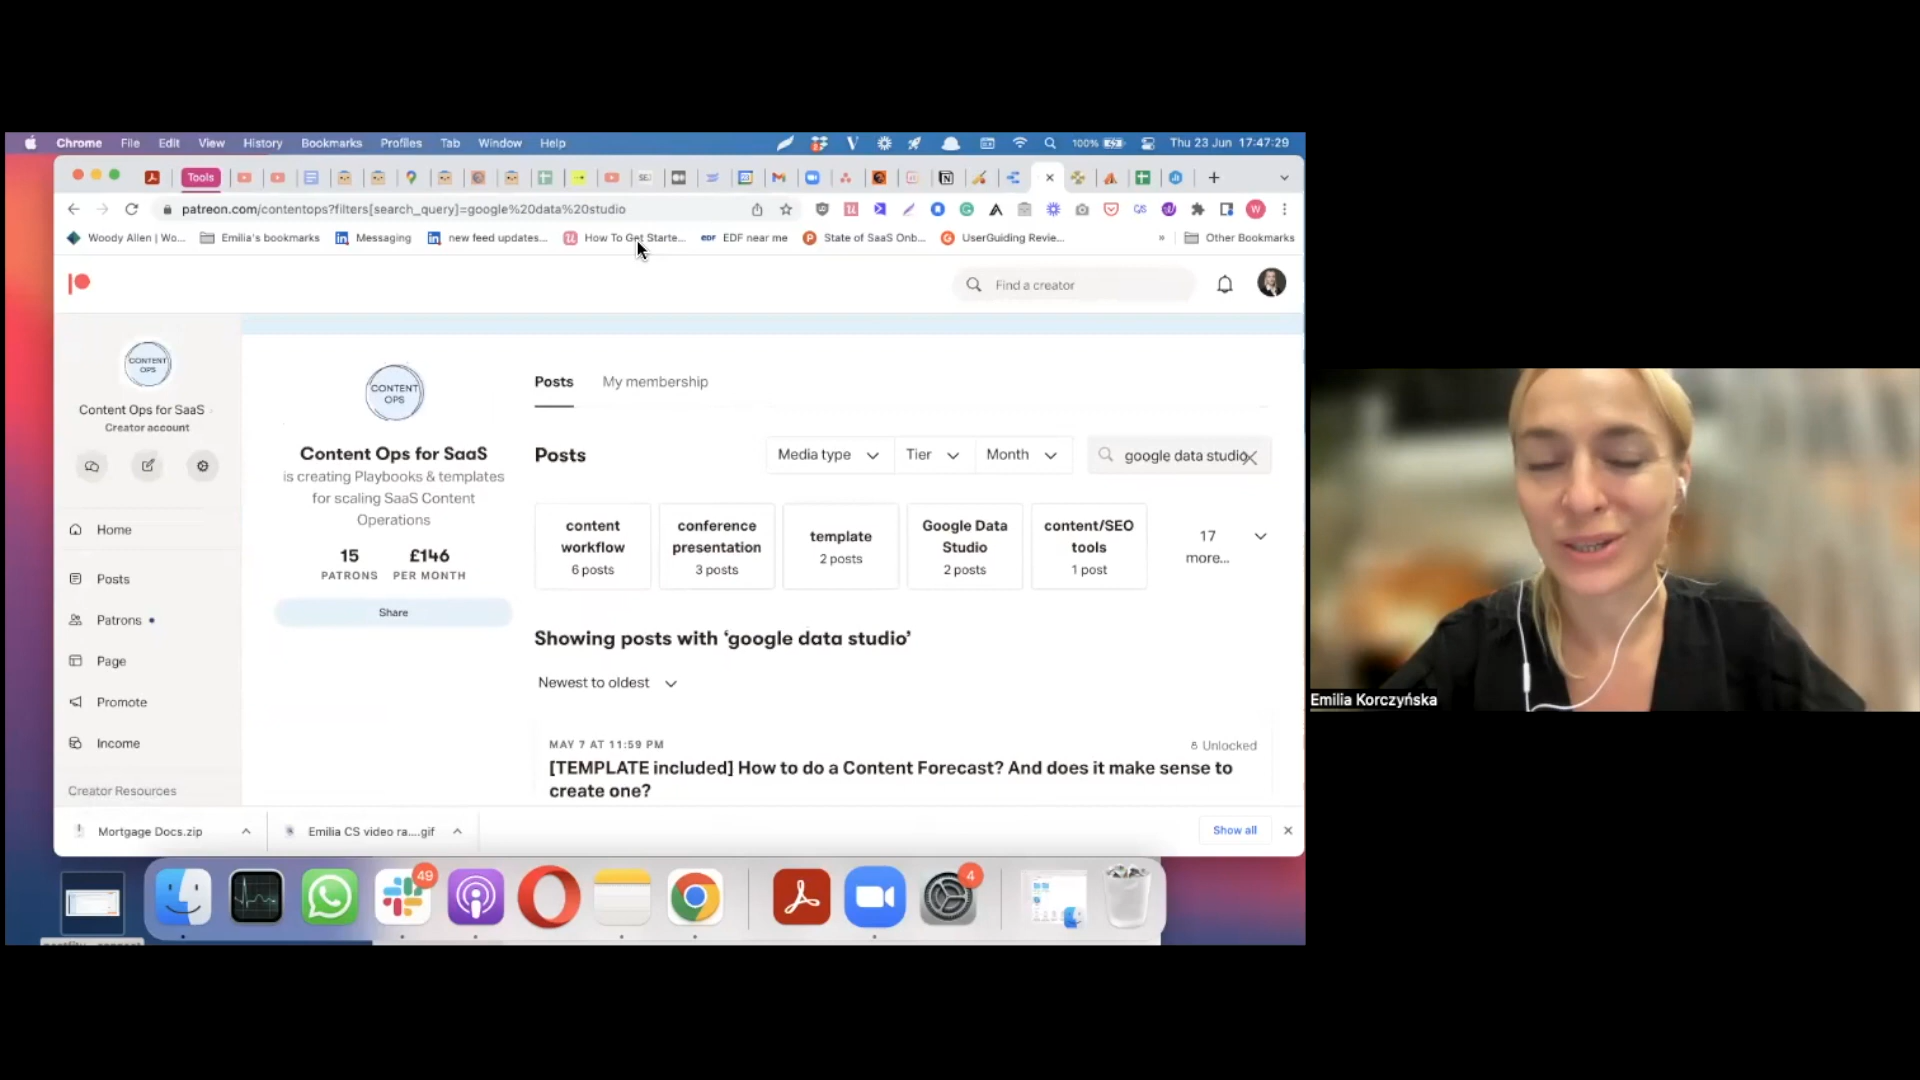 Chrome File Edit View History Bookmarks Profiles Tab Window Help
100% Thu 23 Jun 17:47:29
Tools
patreon.com/contentops?filters[search_query]=google%20data%20studio
Woody Allen | Wo... Emilia's bookmarks Messaging new feed updates... How To Get Starte... EDF near me State of SaaS Onb... UserGuiding Revie... » Other Bookmarks
Find a creator
CONTENT
OPS
Content Ops for SaaS
Creator account
Home
Posts
Patrons
Page
Promote
Income
Creator Resources
CONTENT
OPS
Content Ops for SaaS
is creating Playbooks & templates
for scaling SaaS Content
Operations
15 £146
PATRONS PER MONTH
Share
Posts My membership
Posts
Media type Tier Month google data studio
content
workflow
6 posts
conference
presentation
3 posts
template
2 posts
Google Data
Studio
2 posts
content/SEO
tools
1 post
17
more...
Showing posts with ‘google data studio’
Newest to oldest
MAY 7 AT 11:59 PM Unlocked
[TEMPLATE included] How to do a Content Forecast? And does it make sense to
create one?
Mortgage Docs.zip Emilia CS video ra....gif Show all
49
4
Emilia Korczyńska